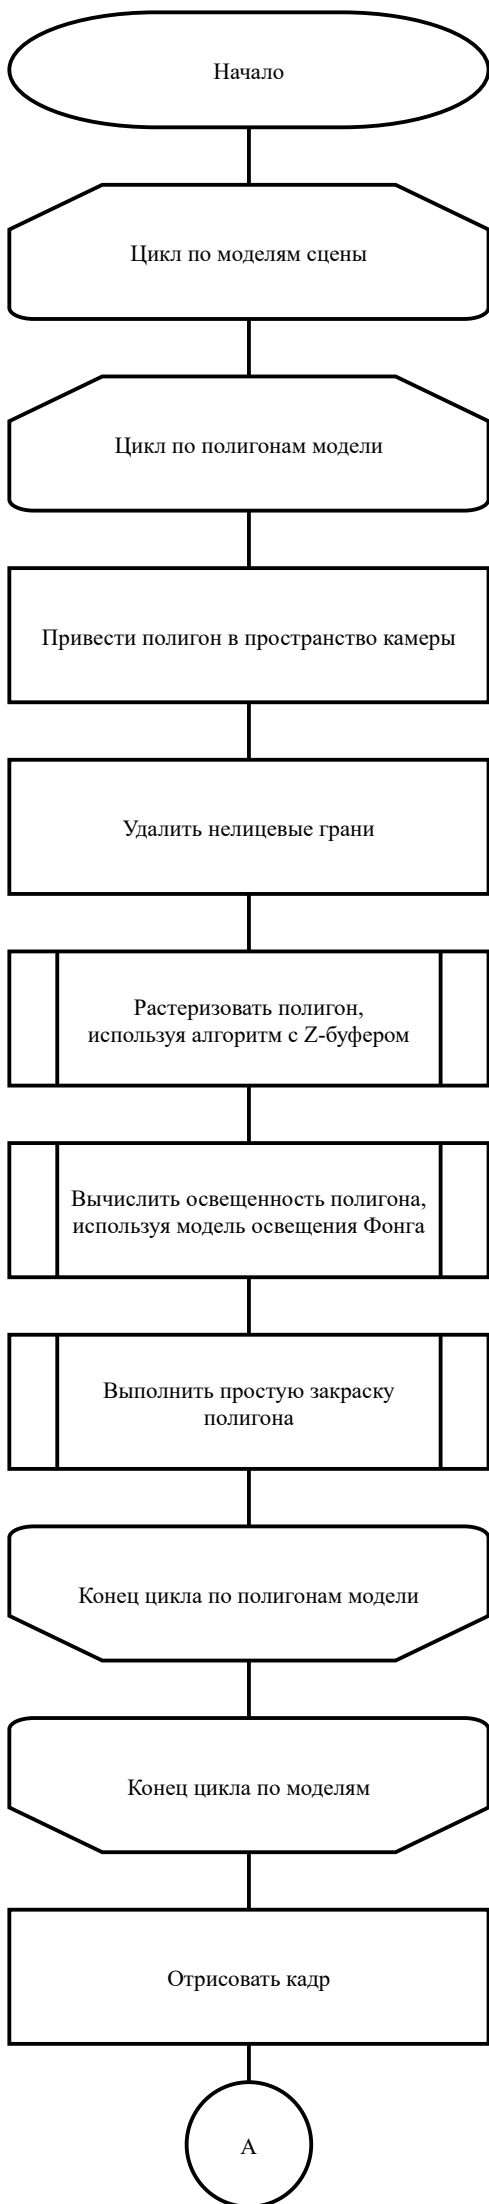 Начало
Цикл по моделям сцены
Цикл по полигонам модели
Привести полигон в пространство камеры
Удалить нелицевые грани
Растеризовать полигон,
используя алгоритм с Z-буфером
Вычислить освещенность полигона,
используя модель освещения Фонга
Выполнить простую закраску
полигона
Конец цикла по полигонам модели
Конец цикла по моделям
Отрисовать кадр
А